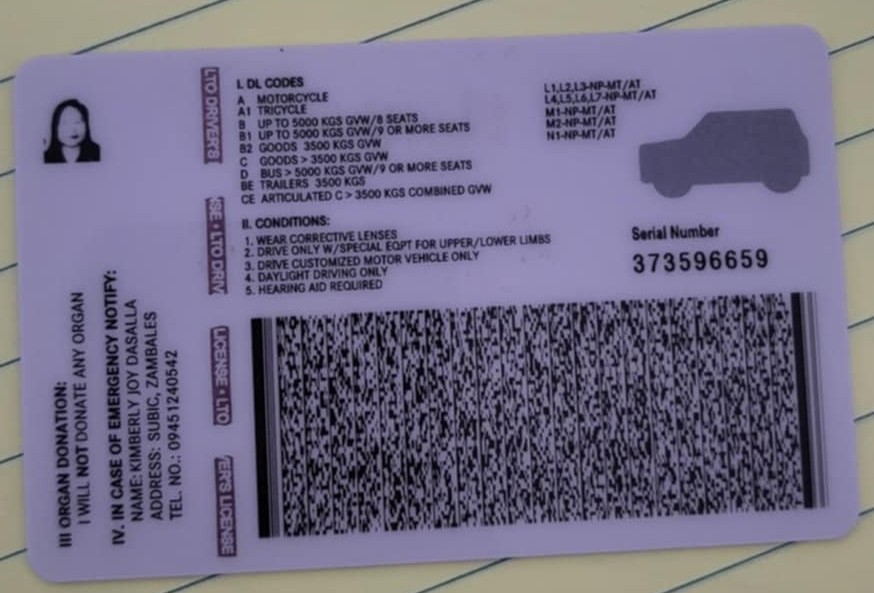 I. DL CODES
A MOTORCYCLE
A1 TRICYCLE
B UP TO 5000 KGS GVW/8 SEATS
B1 UP TO 5000 KGS GVW/9 OR MORE SEATS
B2 GOODS 3500 KGS GVW
C GOODS > 3500 KGS GVW
D BUS > 5000 KGS GVW/9 OR MORE SEATS
BE TRAILERS 3500 KGS
CE ARTICULATED C > 3500 KGS COMBINED GVW
L1,L2,L3-NP-MT/AT
L4,L5,L6,L7-NP-MT/AT
M1-NP-MT/AT
M2-NP-MT/AT
N1-NP-MT/AT
II. CONDITIONS:
1. WEAR CORRECTIVE LENSES
2. DRIVE ONLY W/SPECIAL EQPT FOR UPPER/LOWER LIMBS
3. DRIVE CUSTOMIZED MOTOR VEHICLE ONLY
4. DAYLIGHT DRIVING ONLY
5. HEARING AID REQUIRED
Serial Number
373596659
III ORGAN DONATION:
I WILL NOT DONATE ANY ORGAN
IV. IN CASE OF EMERGENCY NOTIFY:
NAME: KIMBERLY JOY DASALLA
ADDRESS: SUBIC, ZAMBALES
TEL. NO.: 09451240542
LTO DRIVER'S
NSE • LTO DRIV
LICENSE • LTO
VER'S LICENSE